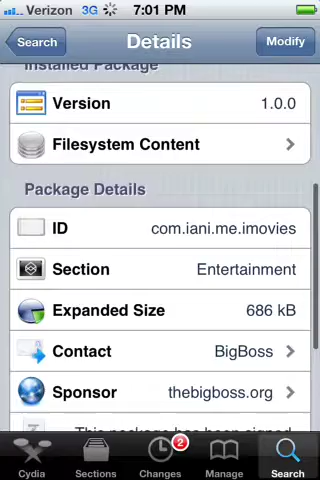 Verizon 3G 7:01 PM
Search Details Modify
Installed Package
Version 1.0.0
Filesystem Content
Package Details
ID com.iani.me.imovies
Section Entertainment
Expanded Size 686 kB
Contact BigBoss
Sponsor thebigboss.org
This package has been signed
2
Cydia Sections Changes Manage Search